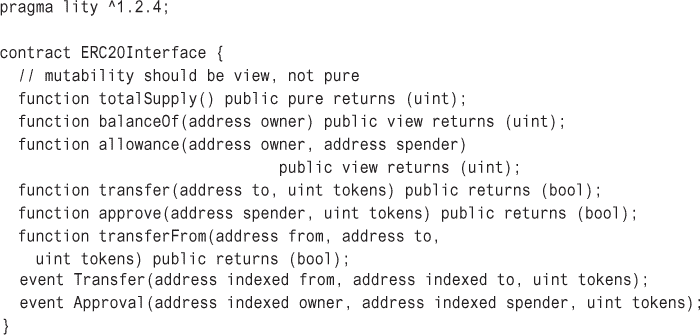 pragma lity ^1.2.4;

contract ERC20Interface {
  // mutability should be view, not pure
  function totalSupply() public pure returns (uint);
  function balanceOf(address owner) public view returns (uint);
  function allowance(address owner, address spender)
                              public view returns (uint);
  function transfer(address to, uint tokens) public returns (bool);
  function approve(address spender, uint tokens) public returns (bool);
  function transferFrom(address from, address to,
    uint tokens) public returns (bool);
  event Transfer(address indexed from, address indexed to, uint tokens);
  event Approval(address indexed owner, address indexed spender, uint tokens);
}